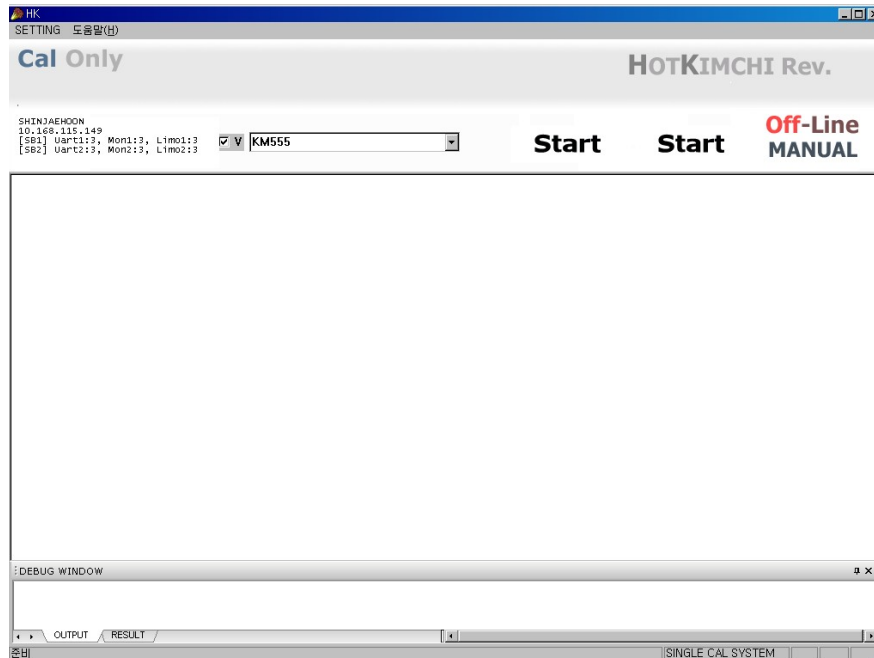 HK
SETTING 도움말(H)
Cal Only
HOTKIMCHI Rev.
SHINJAEHOON
10.168.115.149
[SB1] Uart1:3, Mon1:3, Limo1:3
[SB2] Uart2:3, Mon2:3, Limo2:3
V KM555
Start Start
Off-Line
MANUAL
DEBUG WINDOW
OUTPUT RESULT
준비 SINGLE CAL SYSTEM